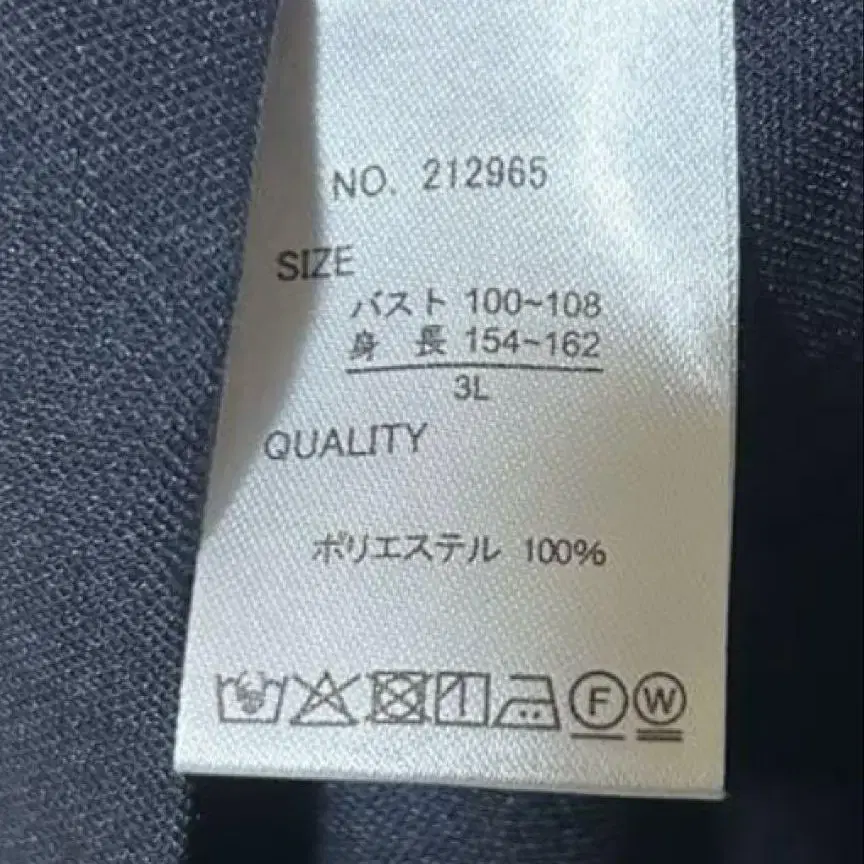 NO. 212965
SIZE
バスト 100~108
身 長 154~162
3L
QUALITY
ポリエステル 100%
F W